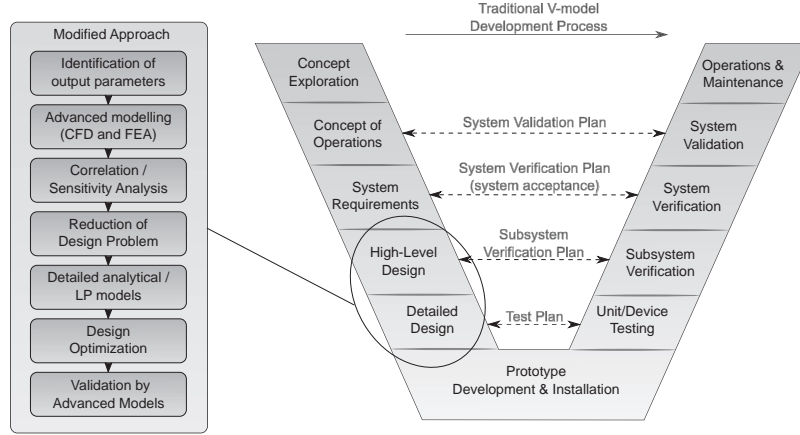 Modified Approach
Identification of
output parameters
Advanced modelling
(CFD and FEA)
Correlation /
Sensitivity Analysis
Reduction of
Design Problem
Detailed analytical /
LP models
Design
Optimization
Validation by
Advanced Models
Traditional V-model
Development Process
Concept
Exploration
Operations &
Maintenance
Concept of
Operations
System Validation Plan
System
Validation
System
Requirements
System Verification Plan
(system acceptance)
System
Verification
High-Level
Design
Subsystem
Verification Plan
Subsystem
Verification
Detailed
Design
Test Plan
Unit/Device
Testing
Prototype
Development & Installation